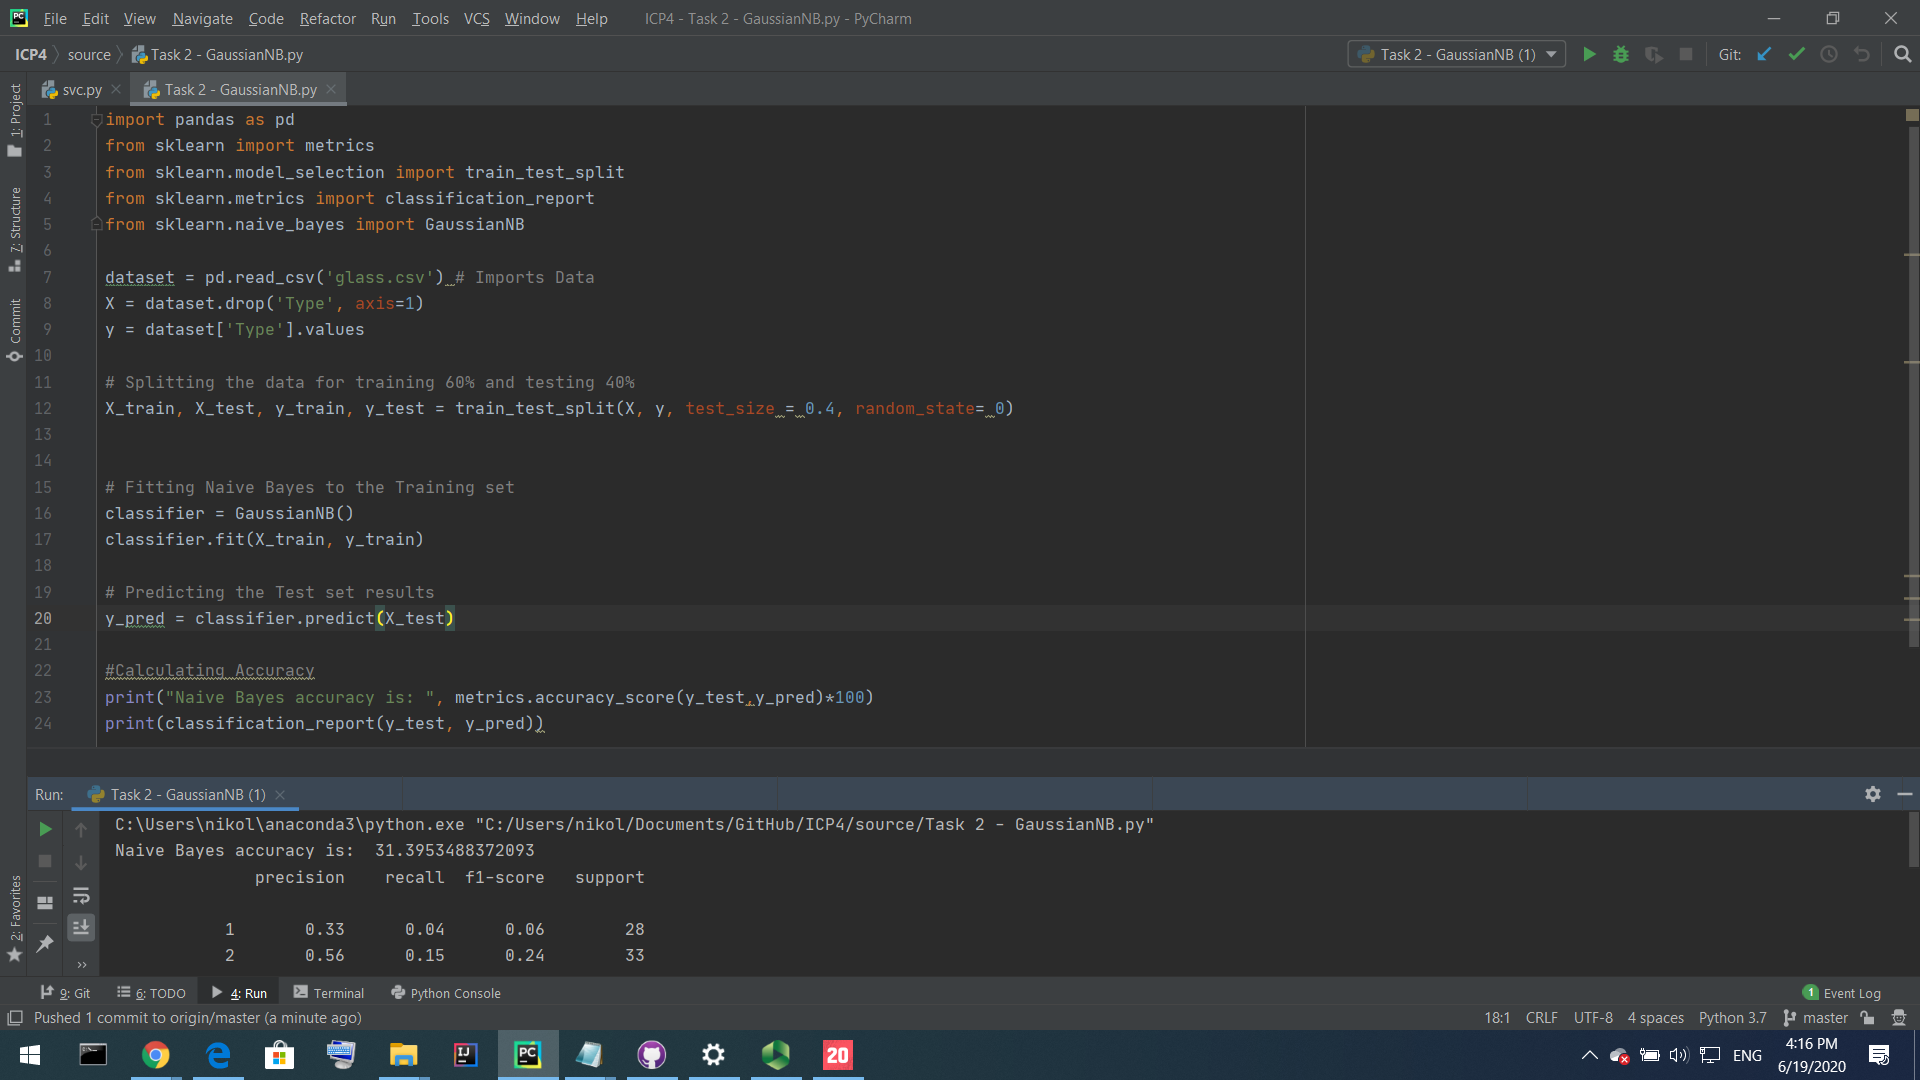 File Edit View Navigate Code Refactor Run Tools VCS Window Help ICP4 - Task 2 - GaussianNB.py - PyCharm
ICP4 source Task 2 - GaussianNB.py Task 2 - GaussianNB (1) Git:
svc.py Task 2 - GaussianNB.py
1: Project
7: Structure
Commit
2: Favorites
1 import pandas as pd
2 from sklearn import metrics
3 from sklearn.model_selection import train_test_split
4 from sklearn.metrics import classification_report
5 from sklearn.naive_bayes import GaussianNB
6
7 dataset = pd.read_csv('glass.csv') # Imports Data
8 X = dataset.drop('Type', axis=1)
9 y = dataset['Type'].values
10
11 # Splitting the data for training 60% and testing 40%
12 X_train, X_test, y_train, y_test = train_test_split(X, y, test_size = 0.4, random_state= 0)
13
14
15 # Fitting Naive Bayes to the Training set
16 classifier = GaussianNB()
17 classifier.fit(X_train, y_train)
18
19 # Predicting the Test set results
20 y_pred = classifier.predict(X_test)
21
22 #Calculating Accuracy
23 print("Naive Bayes accuracy is: ", metrics.accuracy_score(y_test,y_pred)*100)
24 print(classification_report(y_test, y_pred))
Run: Task 2 - GaussianNB (1)
C:\Users\nikol\anaconda3\python.exe "C:/Users/nikol/Documents/GitHub/ICP4/source/Task 2 - GaussianNB.py"
Naive Bayes accuracy is:  31.3953488372093
precision recall f1-score support
1 0.33 0.04 0.06 28
2 0.56 0.15 0.24 33
9: Git 6: TODO 4: Run Terminal Python Console 1 Event Log
Pushed 1 commit to origin/master (a minute ago) 18:1 CRLF UTF-8 4 spaces Python 3.7 master
IJ PC 20 ENG 4:16 PM
6/19/2020